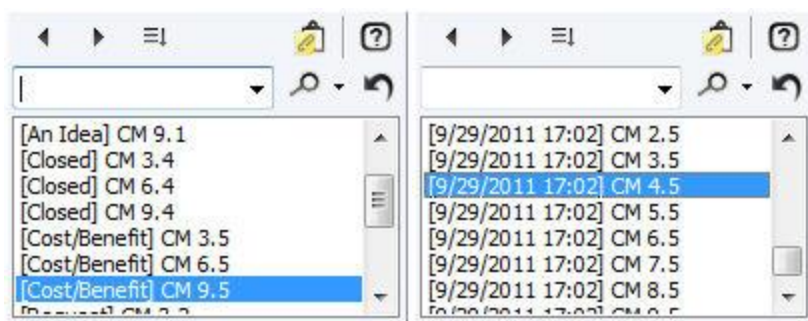 [An Idea] CM 9.1
[Closed] CM 3.4
[Closed] CM 6.4
[Closed] CM 9.4
[Cost/Benefit] CM 3.5
[Cost/Benefit] CM 6.5
[Cost/Benefit] CM 9.5
[9/29/2011 17:02] CM 2.5
[9/29/2011 17:02] CM 3.5
[9/29/2011 17:02] CM 4.5
[9/29/2011 17:02] CM 5.5
[9/29/2011 17:02] CM 6.5
[9/29/2011 17:02] CM 7.5
[9/29/2011 17:02] CM 8.5